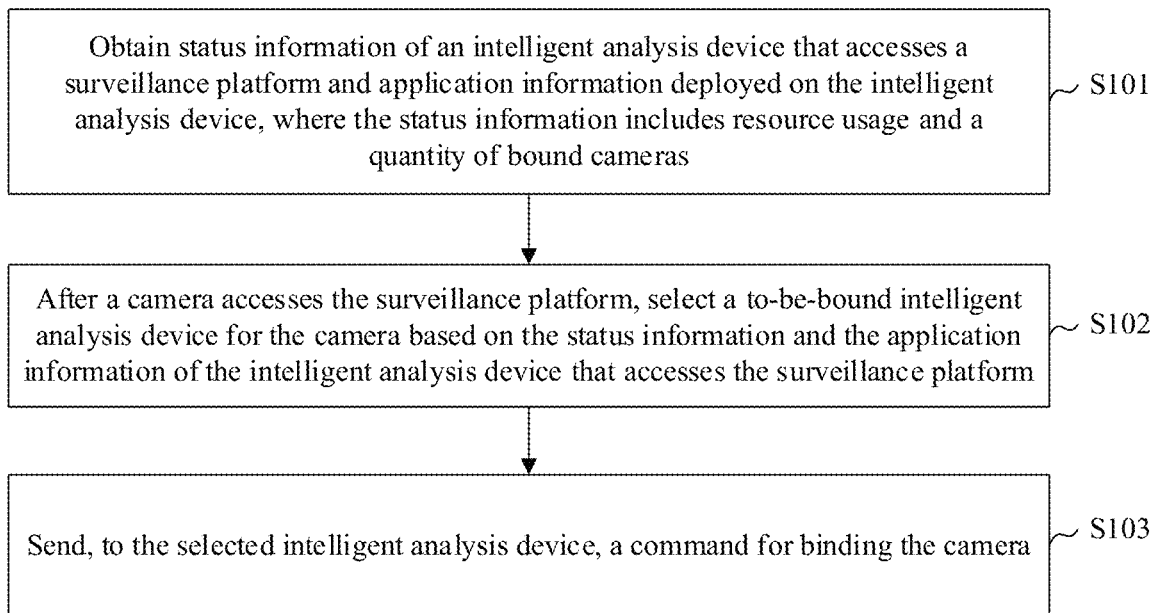 Obtain status information of an intelligent analysis device that accesses a
surveillance platform and application information deployed on the intelligent
analysis device, where the status information includes resource usage and a
quantity of bound cameras
S101
After a camera accesses the surveillance platform, select a to-be-bound intelligent
analysis device for the camera based on the status information and the application
information of the intelligent analysis device that accesses the surveillance platform
S102
Send, to the selected intelligent analysis device, a command for binding the camera
S103